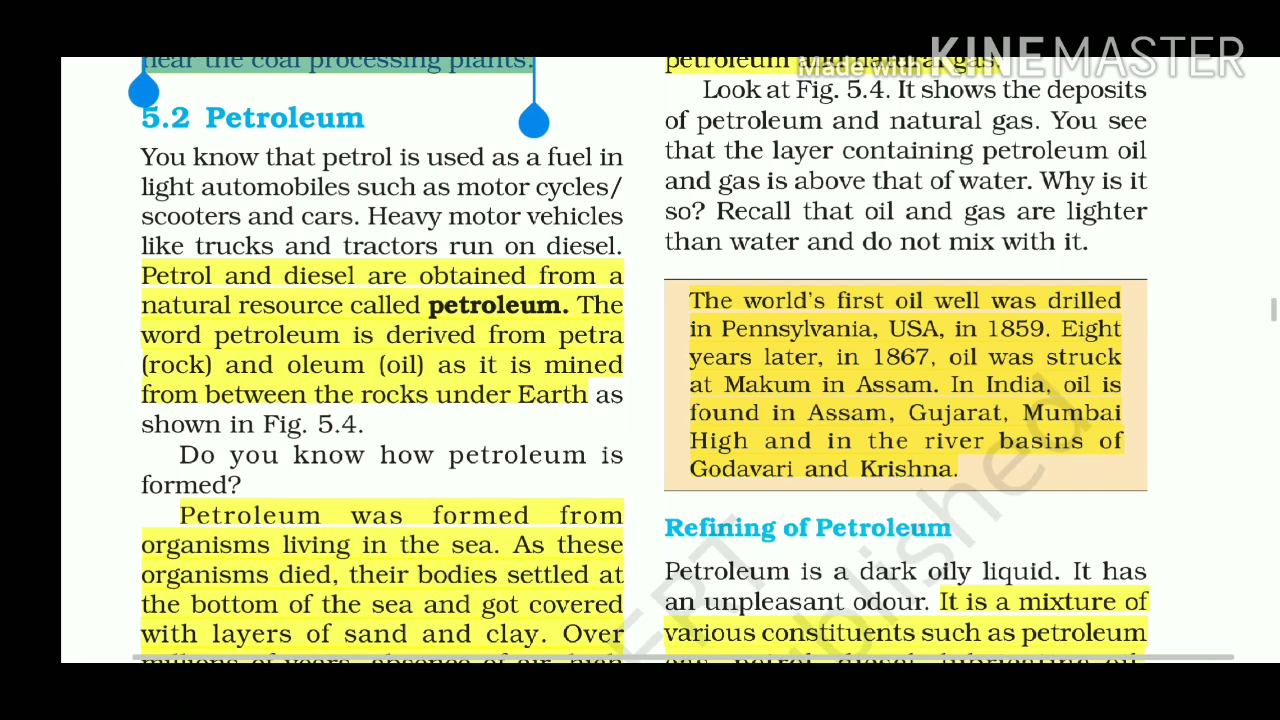 near the coal processing plants.
5.2 Petroleum
You know that petrol is used as a fuel in
light automobiles such as motor cycles/
scooters and cars. Heavy motor vehicles
like trucks and tractors run on diesel.
Petrol and diesel are obtained from a
natural resource called petroleum. The
word petroleum is derived from petra
(rock) and oleum (oil) as it is mined
from between the rocks under Earth as
shown in Fig. 5.4.
Do you know how petroleum is
formed?
Petroleum was formed from
organisms living in the sea. As these
organisms died, their bodies settled at
the bottom of the sea and got covered
with layers of sand and clay. Over
millions of years, absence of air, high
Made with KINEMASTER
petroleum and natural gas.
Look at Fig. 5.4. It shows the deposits
of petroleum and natural gas. You see
that the layer containing petroleum oil
and gas is above that of water. Why is it
so? Recall that oil and gas are lighter
than water and do not mix with it.
The world's first oil well was drilled
in Pennsylvania, USA, in 1859. Eight
years later, in 1867, oil was struck
at Makum in Assam. In India, oil is
found in Assam, Gujarat, Mumbai
High and in the river basins of
Godavari and Krishna.
Refining of Petroleum
Petroleum is a dark oily liquid. It has
an unpleasant odour. It is a mixture of
various constituents such as petroleum
gas, petrol, diesel, lubricating oil,